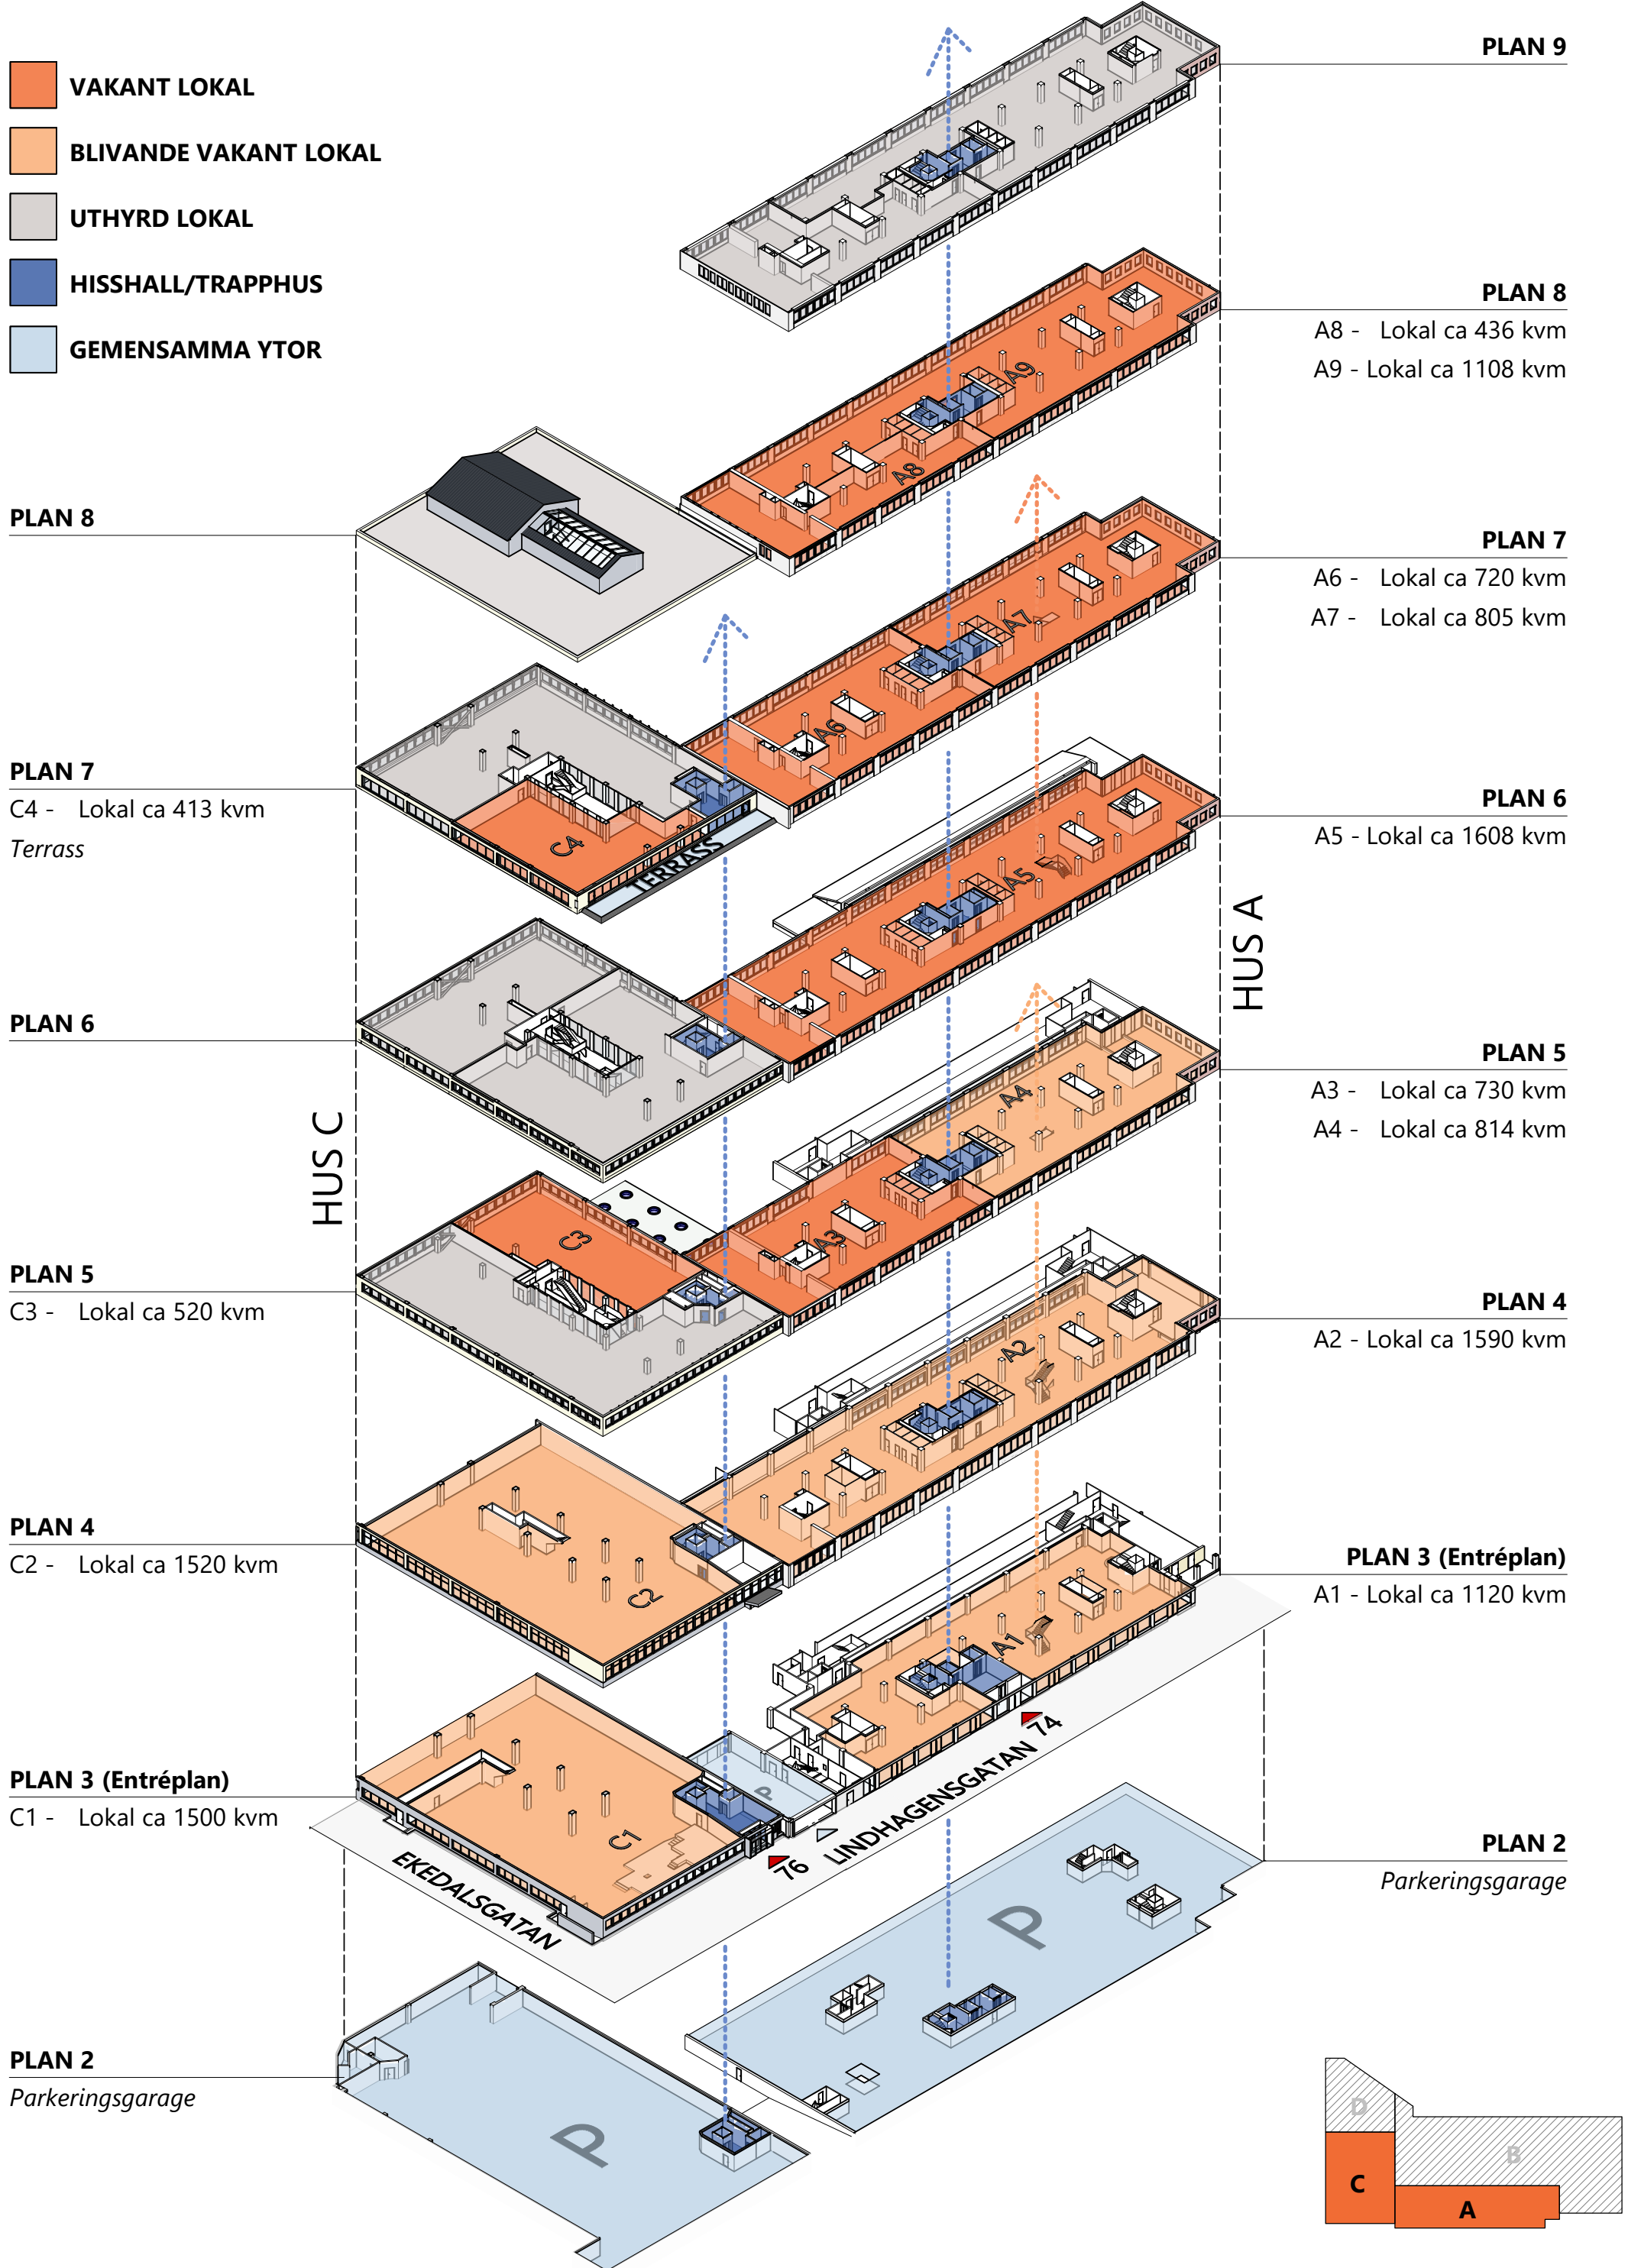 VAKANT LOKAL
BLIVANDE VAKANT LOKAL
UTHYRD LOKAL
HISSHALL/TRAPPHUS
GEMENSAMMA YTOR
PLAN 9
PLAN 8
A8 - Lokal ca 436 kvm
A9 - Lokal ca 1108 kvm
A9
A8
PLAN 8
PLAN 7
A6 - Lokal ca 720 kvm
A7 - Lokal ca 805 kvm
A7
A6
PLAN 7
C4 - Lokal ca 413 kvm
Terrass
C4
TERRASS
PLAN 6
A5 - Lokal ca 1608 kvm
A5
HUS A
PLAN 6
PLAN 5
A3 - Lokal ca 730 kvm
A4 - Lokal ca 814 kvm
A4
A3
HUS C
C3
PLAN 5
C3 - Lokal ca 520 kvm
PLAN 4
A2 - Lokal ca 1590 kvm
A2
PLAN 4
C2 - Lokal ca 1520 kvm
C2
PLAN 3 (Entréplan)
A1 - Lokal ca 1120 kvm
A1
74
PLAN 3 (Entréplan)
C1 - Lokal ca 1500 kvm
C1
P
76
LINDHAGENSGATAN
EKEDALSGATAN
PLAN 2
Parkeringsgarage
P
PLAN 2
Parkeringsgarage
P
D
B
C
A